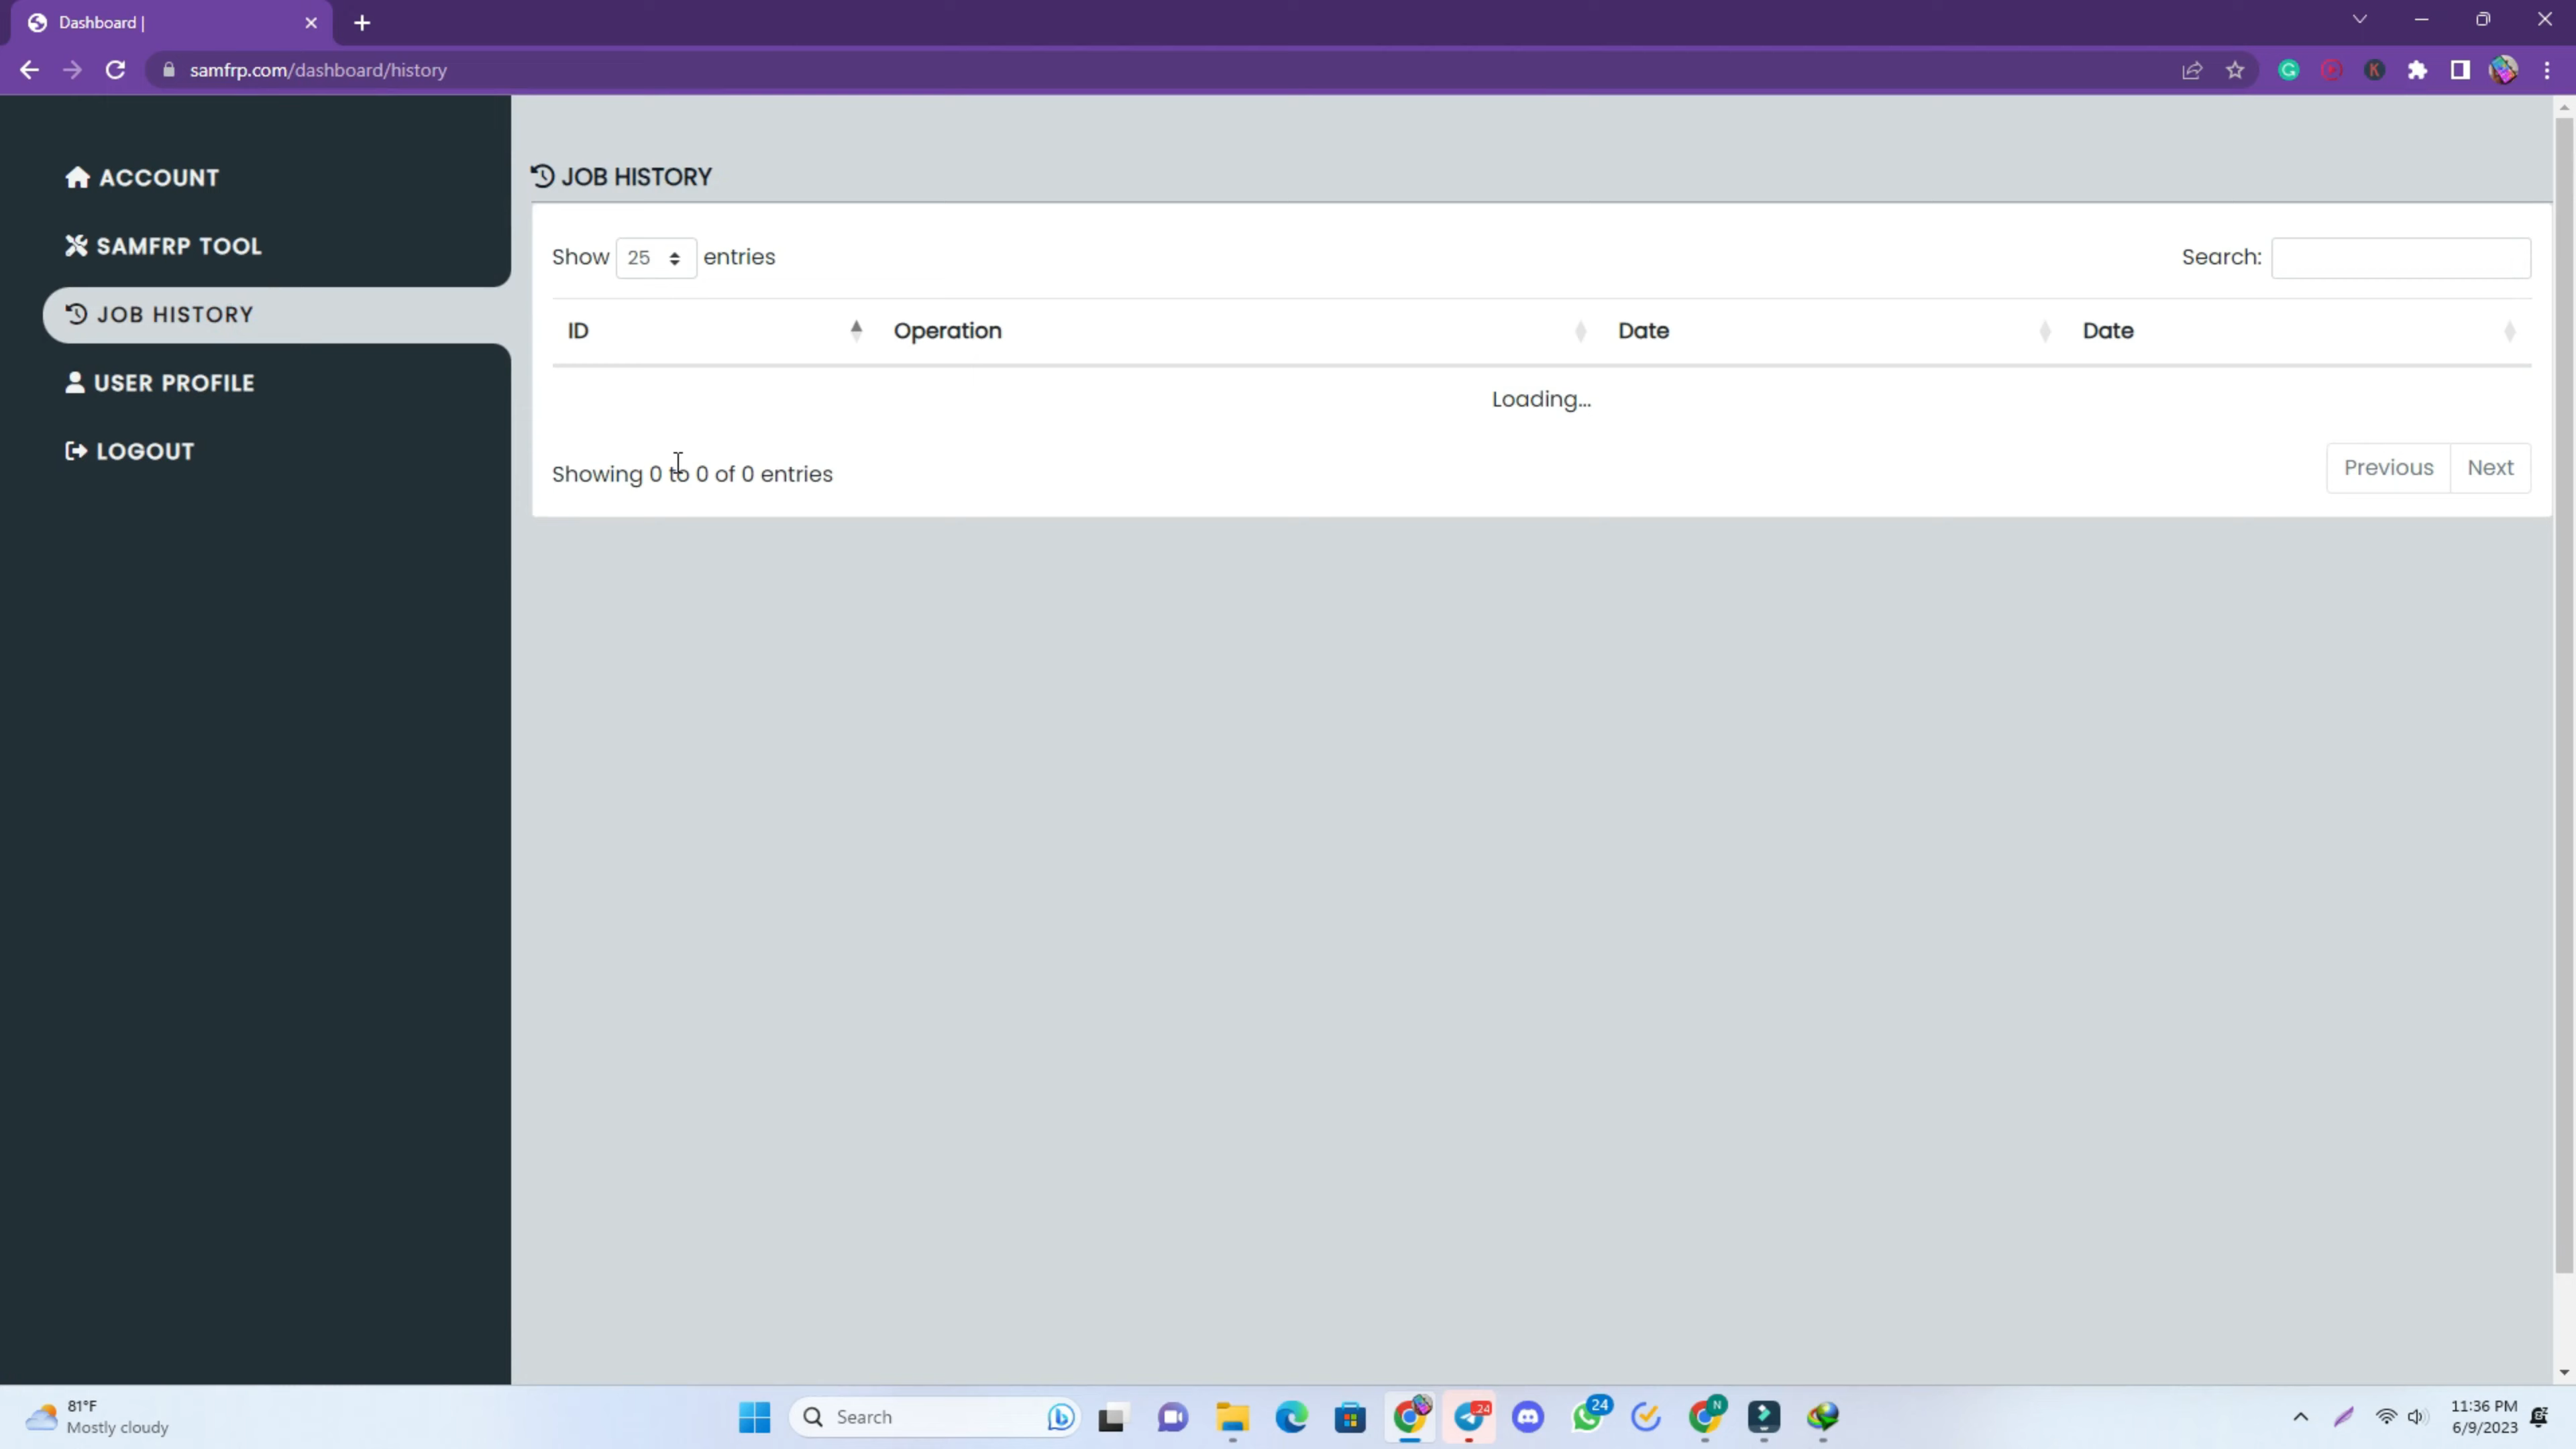 Dashboard |
samfrp.com/dashboard/history
ACCOUNT
SAMFRP TOOL
JOB HISTORY
USER PROFILE
LOGOUT
JOB HISTORY
Show 25 entries
Search:
ID Operation Date Date
Loading...
Showing 0 to 0 of 0 entries
Previous Next
81°F
Mostly cloudy
Search
24
24
N
11:36 PM
6/9/2023